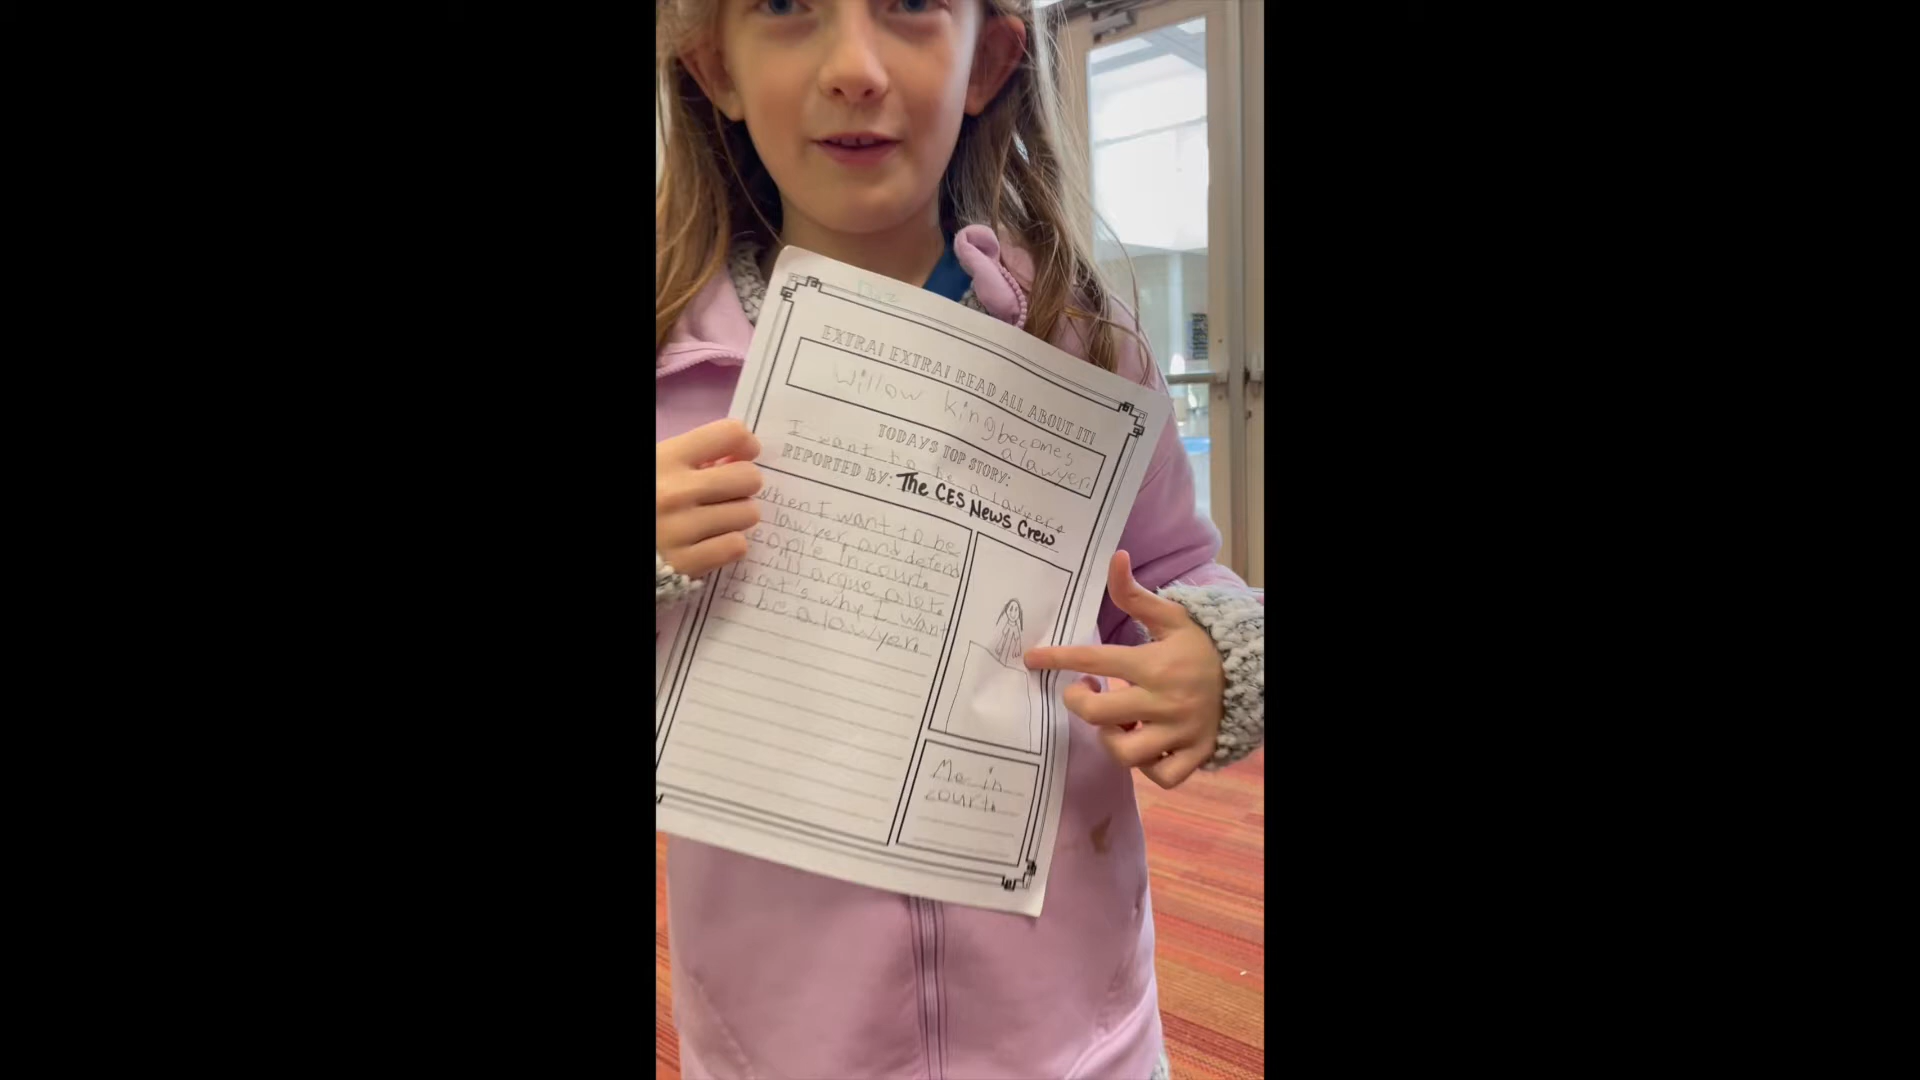 EXTRA! EXTRA! READ ALL ABOUT IT!
Willow King becomes
a lawyer.
TODAYS TOP STORY:
I want to be a lawyer.
REPORTED BY: The CES News Crew
When I want to be
lawyer and defend
people in court.
will argue alot.
that's why I want
to be a lawyer.
Me in
court.